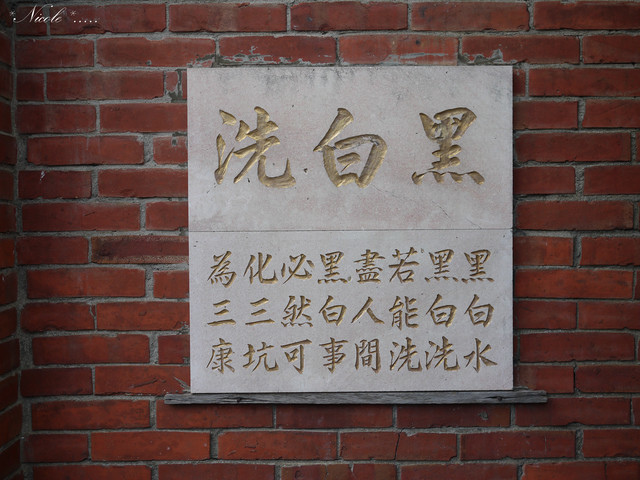 黑白洗
黑白水
黑白洗
若能洗
盡人間
黑白事
必然可
化三坑
為三康
*Nicole*.....